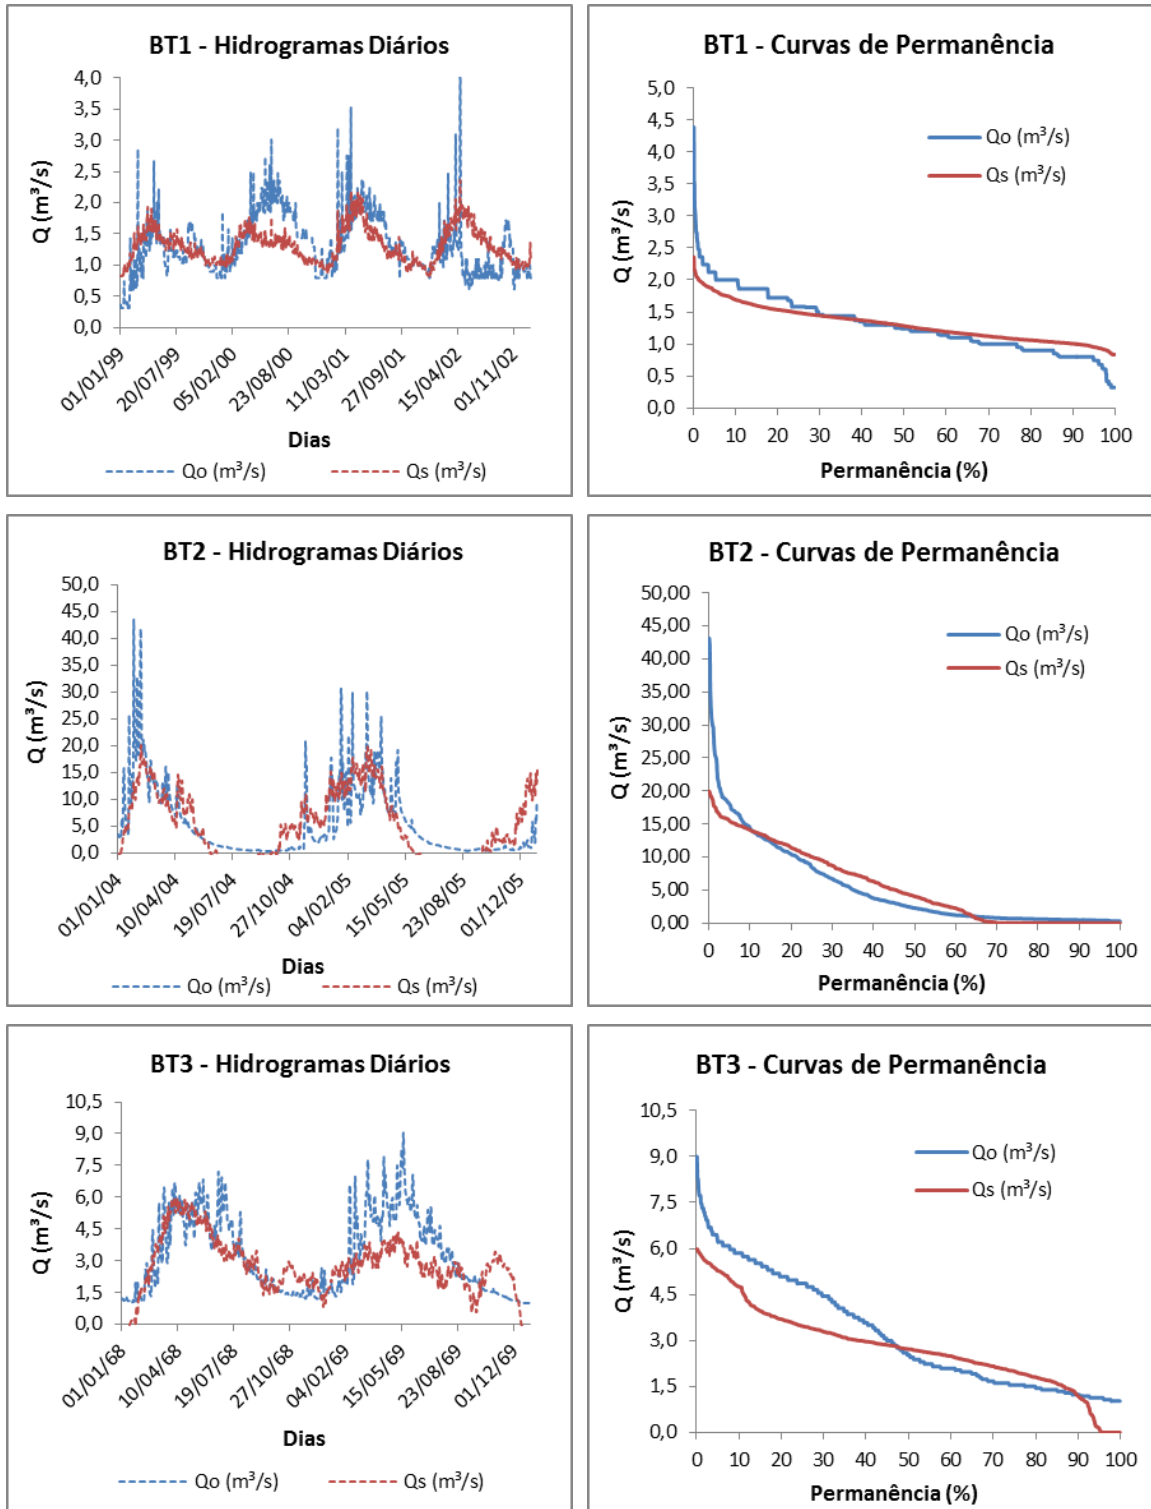 BT1 - Hidrogramas Diários
Q (m³/s)
4,0
3,5
3,0
2,5
2,0
1,5
1,0
0,5
0,0
01/01/99
20/07/99
05/02/00
23/08/00
11/03/01
27/09/01
15/04/02
01/11/02
Dias
Qo (m³/s)
Qs (m³/s)
BT1 - Curvas de Permanência
Q (m³/s)
5,0
4,5
4,0
3,5
3,0
2,5
2,0
1,5
1,0
0,5
0,0
Qo (m³/s)
Qs (m³/s)
0 10 20 30 40 50 60 70 80 90 100
Permanência (%)
BT2 - Hidrogramas Diários
Q (m³/s)
50,0
45,0
40,0
35,0
30,0
25,0
20,0
15,0
10,0
5,0
0,0
01/01/04
10/04/04
19/07/04
27/10/04
04/02/05
15/05/05
23/08/05
01/12/05
Dias
Qo (m³/s)
Qs (m³/s)
BT2 - Curvas de Permanência
Q (m³/s)
50,00
45,00
40,00
35,00
30,00
25,00
20,00
15,00
10,00
5,00
0,00
Qo (m³/s)
Qs (m³/s)
0 10 20 30 40 50 60 70 80 90 100
Permanência (%)
BT3 - Hidrogramas Diários
Q (m³/s)
10,5
9,0
7,5
6,0
4,5
3,0
1,5
0,0
01/01/68
10/04/68
19/07/68
27/10/68
04/02/69
15/05/69
23/08/69
01/12/69
Dias
Qo (m³/s)
Qs (m³/s)
BT3 - Curvas de Permanência
Q (m³/s)
10,5
9,0
7,5
6,0
4,5
3,0
1,5
0,0
Qo (m³/s)
Qs (m³/s)
0 10 20 30 40 50 60 70 80 90 100
Permanência (%)